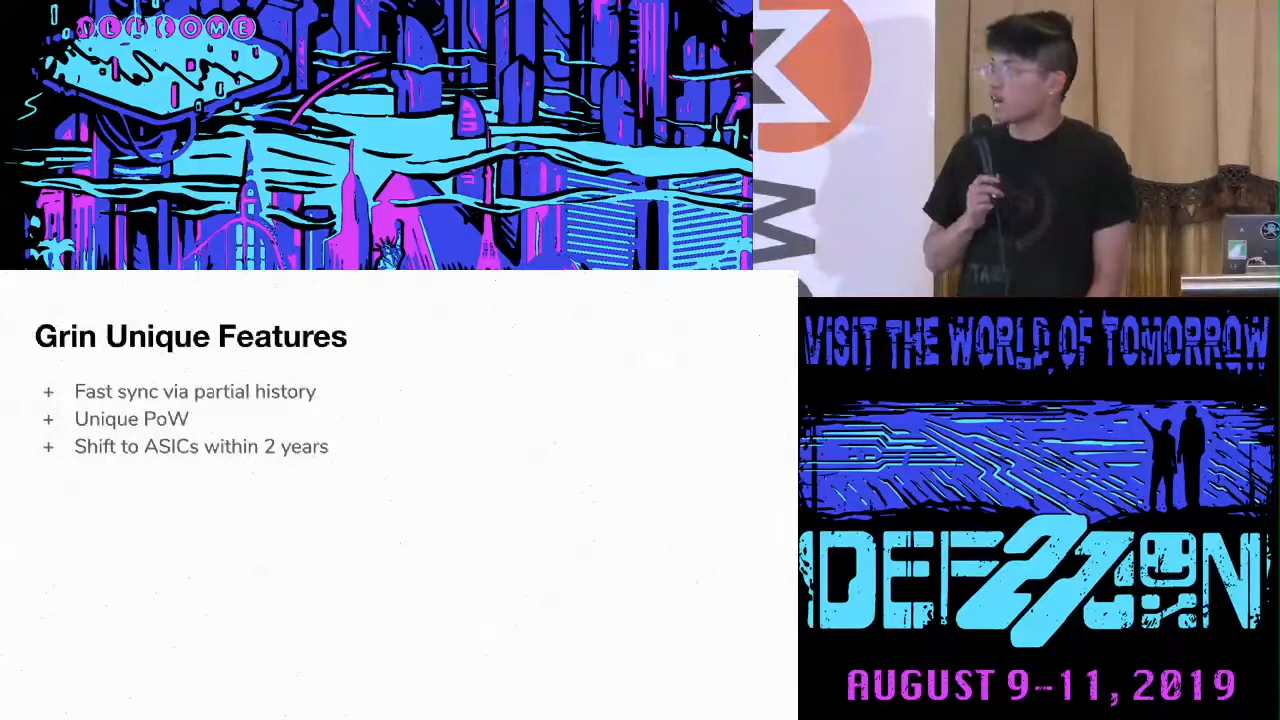 WELCOME
Grin Unique Features
+ Fast sync via partial history
+ Unique PoW
+ Shift to ASICs within 2 years
VISIT THE WORLD OF TOMORROW
DEF 27 CON
AUGUST 9-11, 2019